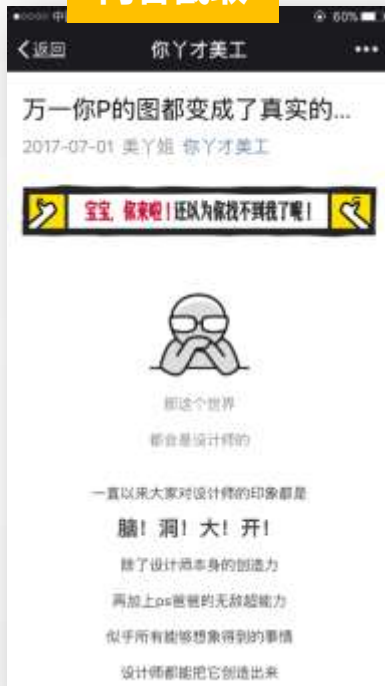 60%
返回
你丫才美工
万一你P的图都变成了真实的...
2017-07-01 美丫姐 你丫才美工
宝宝,你来啦!还以为你找不到我了呢!
那这个世界
都会是设计师的
一直以来大家对设计师的印象都是
脑!洞!大!开!
除了设计师本身的创造力
再加上ps爸爸的无敌超能力
似乎所有能够想象得到的事情
设计师都能把它创造出来